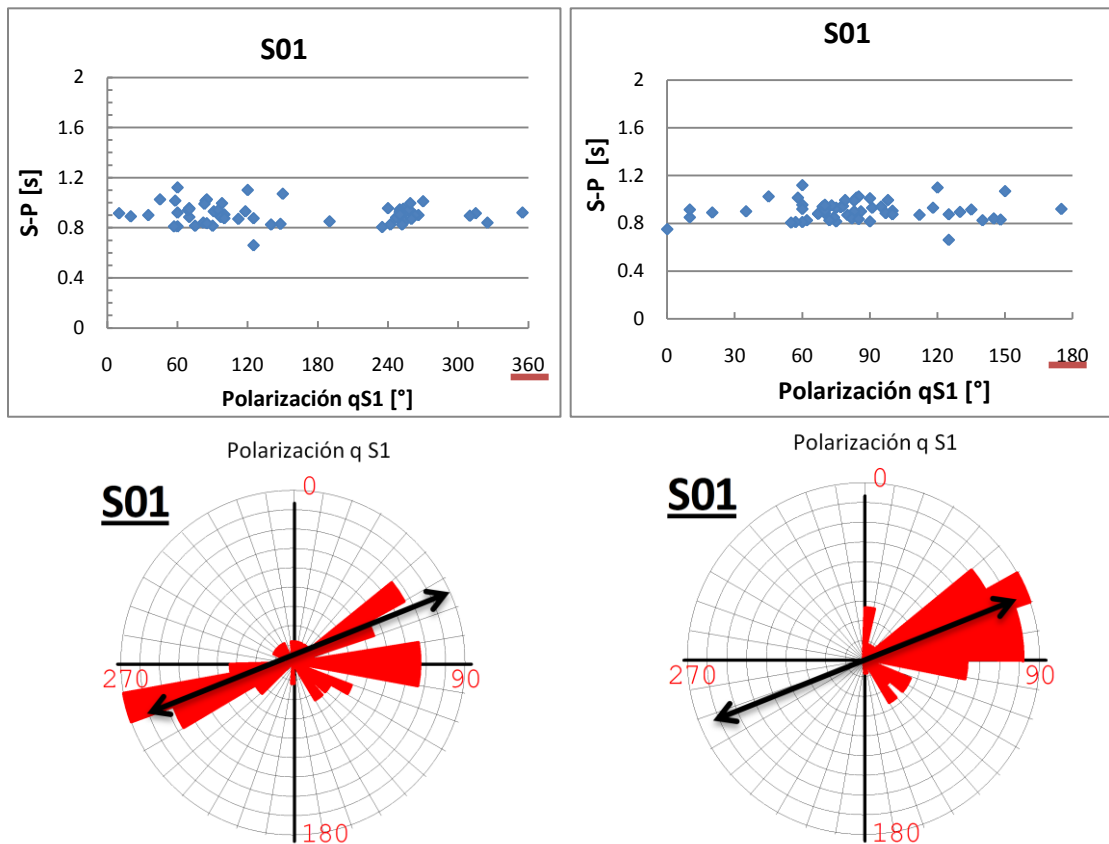 S01
2
1.6
1.2
0.8
0.4
0
S-P [s]
0 60 120 180 240 300 360
Polarización qS1 [°]
S01
2
1.6
1.2
0.8
0.4
0
S-P [s]
0 30 60 90 120 150 180
Polarización qS1 [°]
Polarización q S1
S01
0
270
90
180
Polarización q S1
S01
0
270
90
180